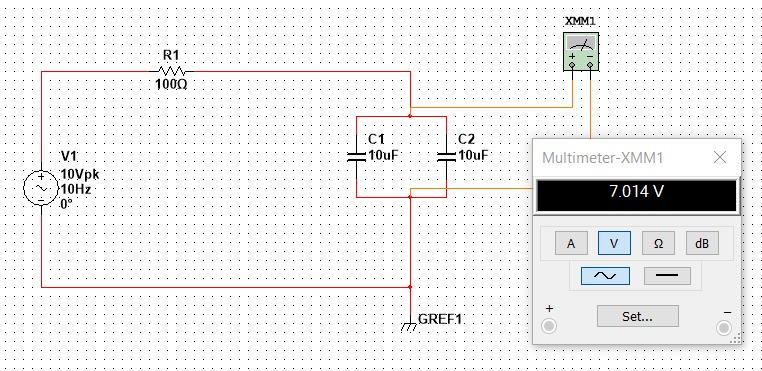 XMM1
+ −
R1
100Ω
C1
10uF
C2
10uF
V1
10Vpk
10Hz
0°
+
−
GREF1
Multimeter-XMM1
7.014 V
A V Ω dB
+ −
Set...